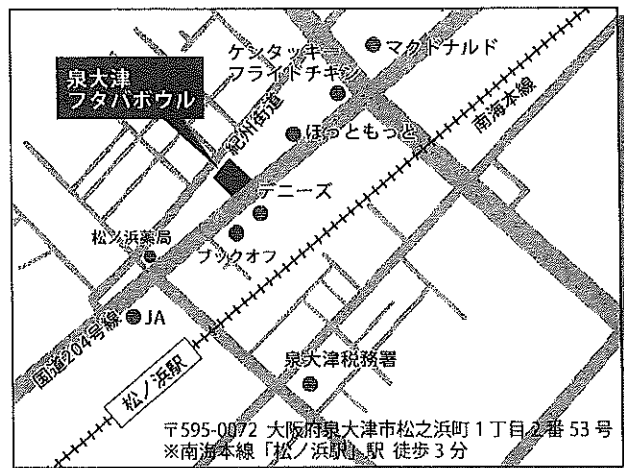 マクドナルド
ケンタッキー
フライドチキン
泉大津
フタバボウル
紀州街道
南海本線
ほっともっと
デニーズ
松ノ浜薬局
ブックオフ
国道204号線
JA
松ノ浜駅
泉大津税務署
〒595-0072 大阪府泉大津市松之浜町1丁目2番53号
※南海本線「松ノ浜駅」駅 徒歩3分